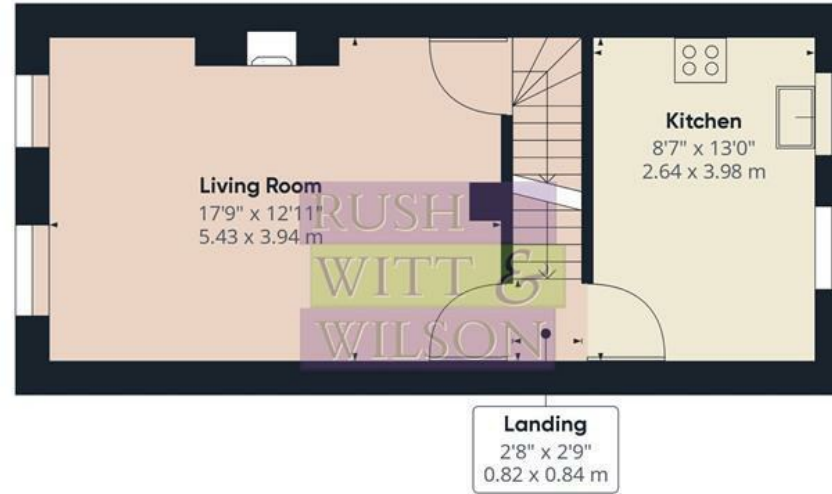 Living Room
17'9" x 12'11"
5.43 x 3.94 m
RUSH
WITT &
WILSON
Kitchen
8'7" x 13'0"
2.64 x 3.98 m
Landing
2'8" x 2'9"
0.82 x 0.84 m